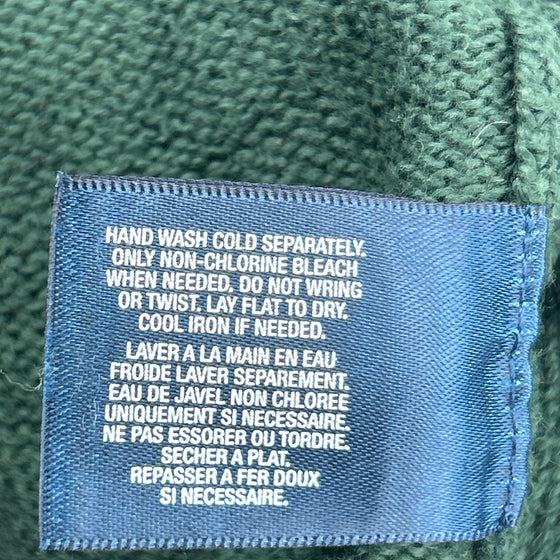 HAND WASH COLD SEPARATELY.
ONLY NON-CHLORINE BLEACH
WHEN NEEDED. DO NOT WRING
OR TWIST. LAY FLAT TO DRY.
COOL IRON IF NEEDED.
LAVER A LA MAIN EN EAU
FROIDE LAVER SEPAREMENT.
EAU DE JAVEL NON CHLOREE
UNIQUEMENT SI NECESSAIRE.
NE PAS ESSORER OU TORDRE.
SECHER A PLAT.
REPASSER A FER DOUX
SI NECESSAIRE.